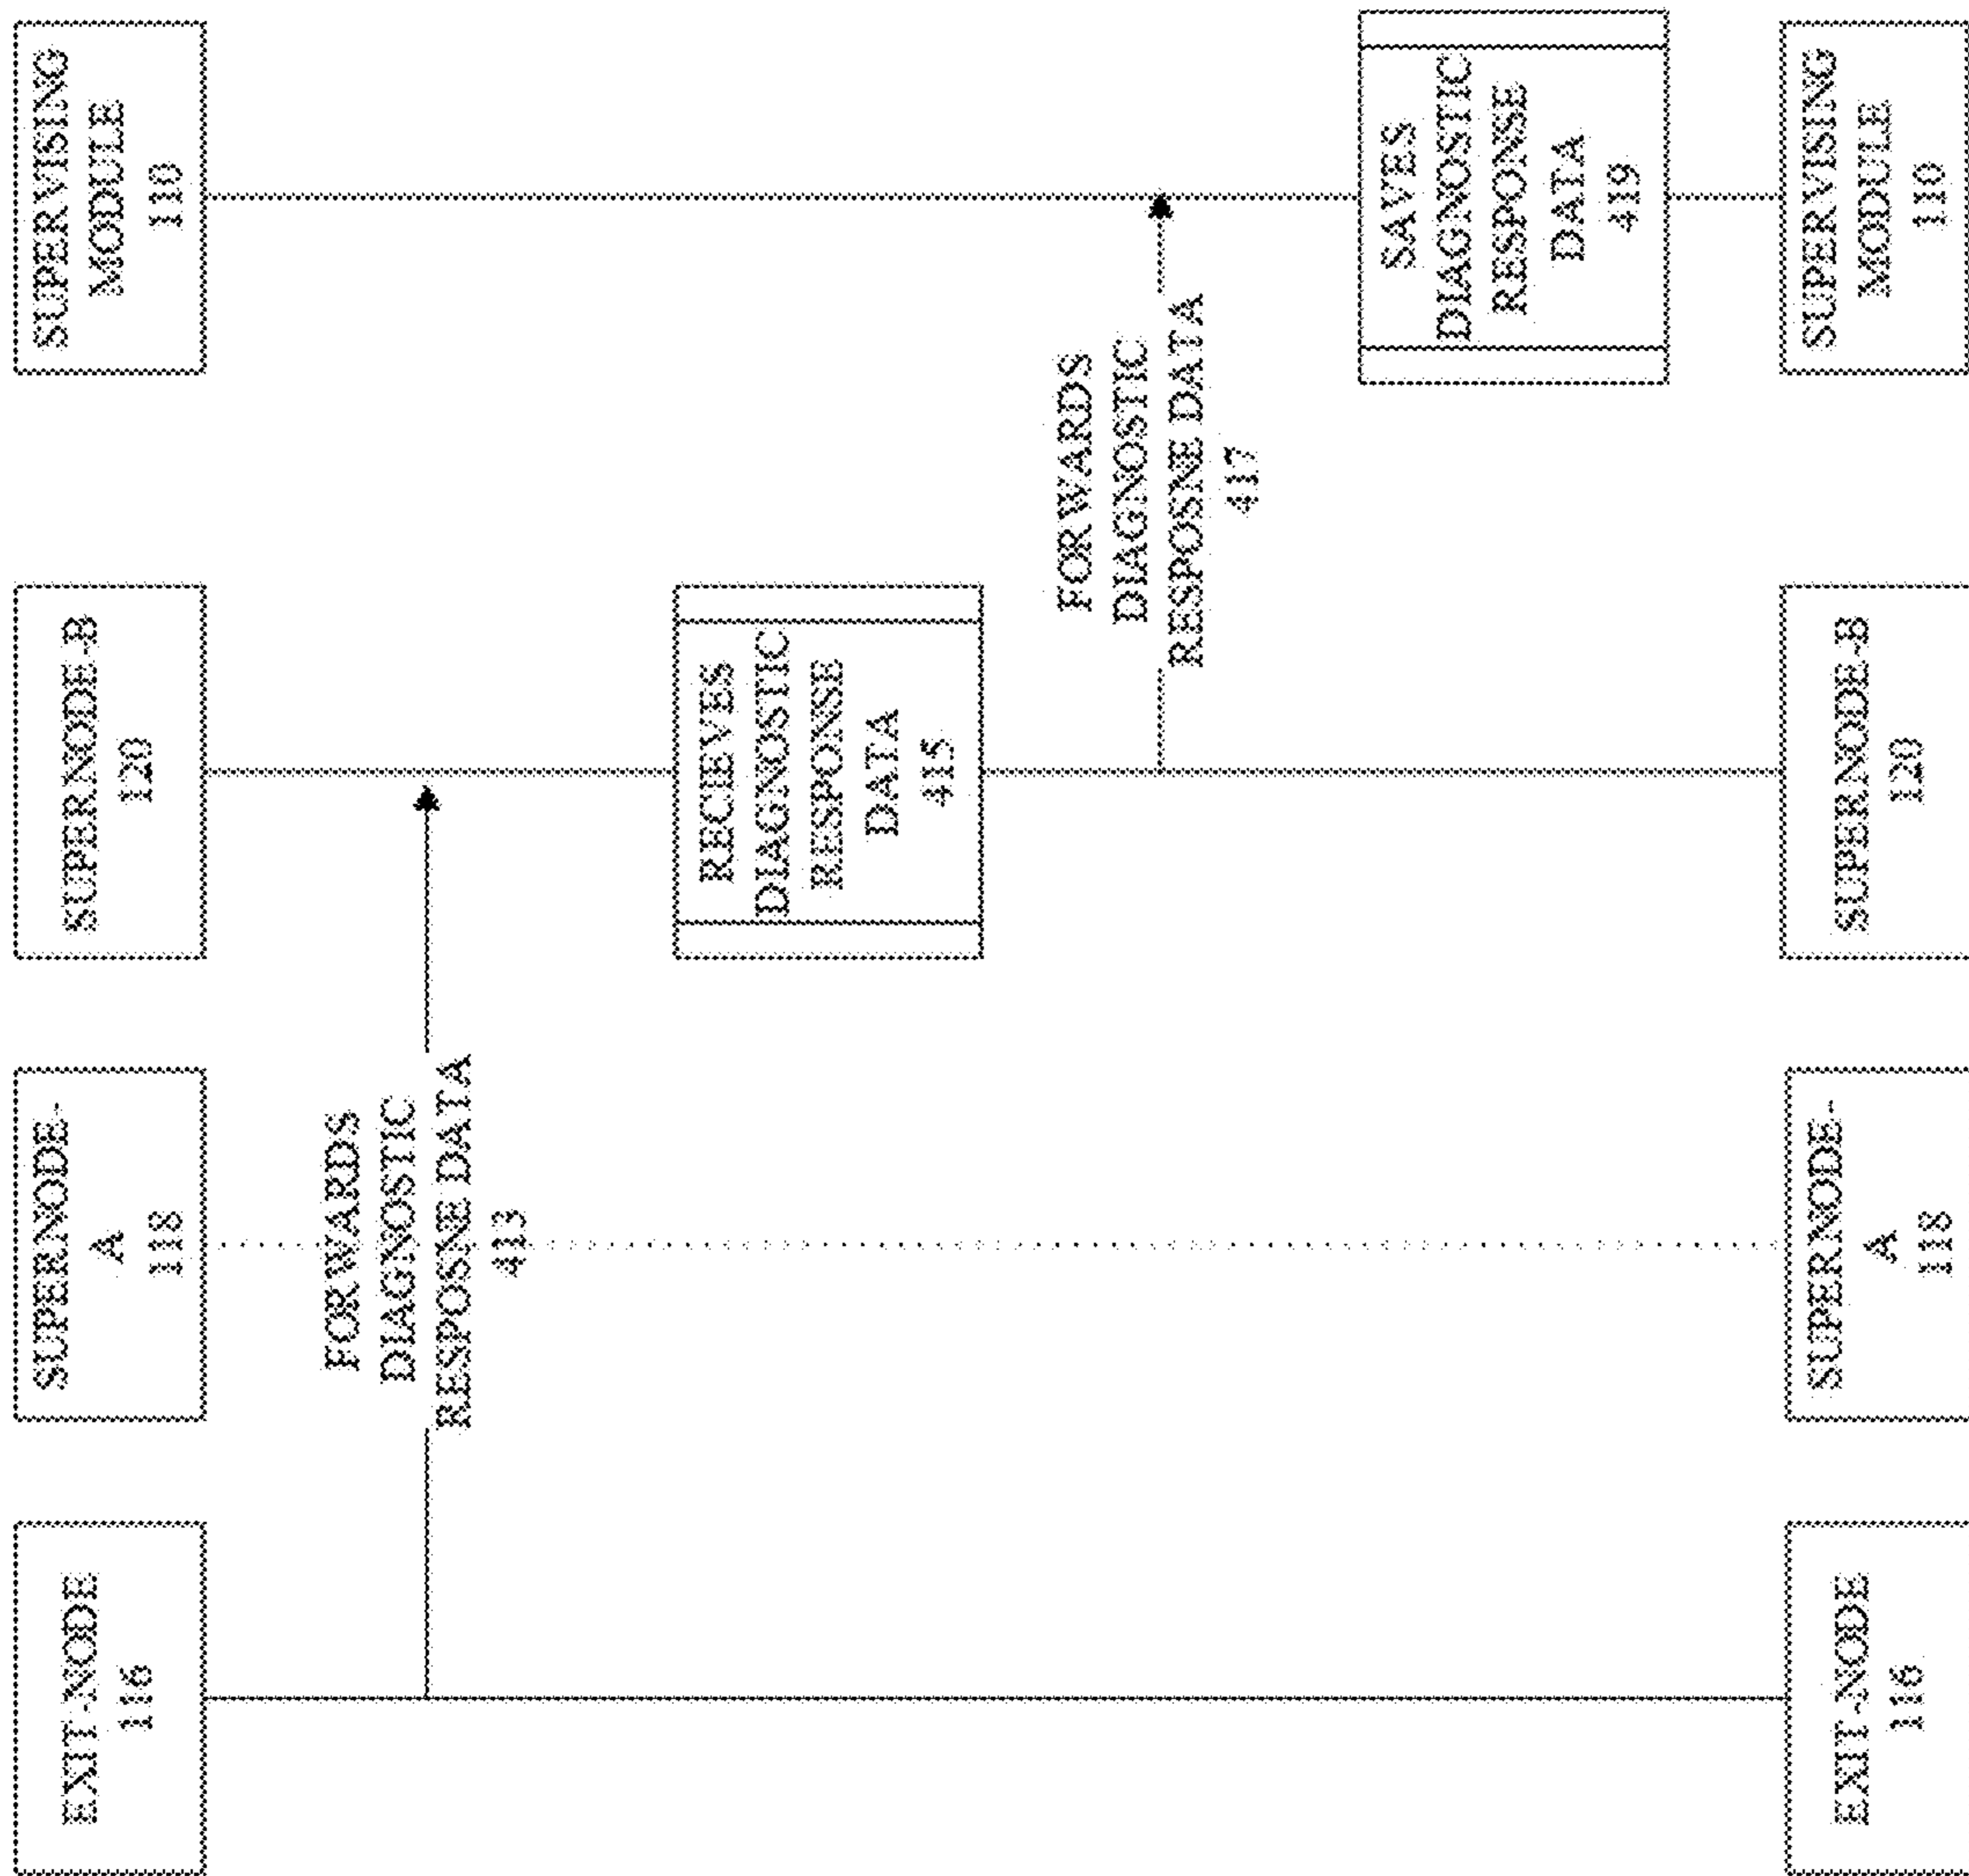 EXIT-NODE
116
SUPERNODE-
A
118
SUPERNODE-B
120
SUPERVISING
MODULE
110
FORWARDS
DIAGNOSTIC
RESPOSNE DATA
413
RECIEVES
DIAGNOSTIC
RESPONSE
DATA
415
FORWARDS
DIAGNOSTIC
RESPOSNE DATA
417
SAVES
DIAGNOSTIC
RESPONSE
DATA
419
EXIT-NODE
116
SUPERNODE-
A
118
SUPERNODE-B
120
SUPERVISING
MODULE
110